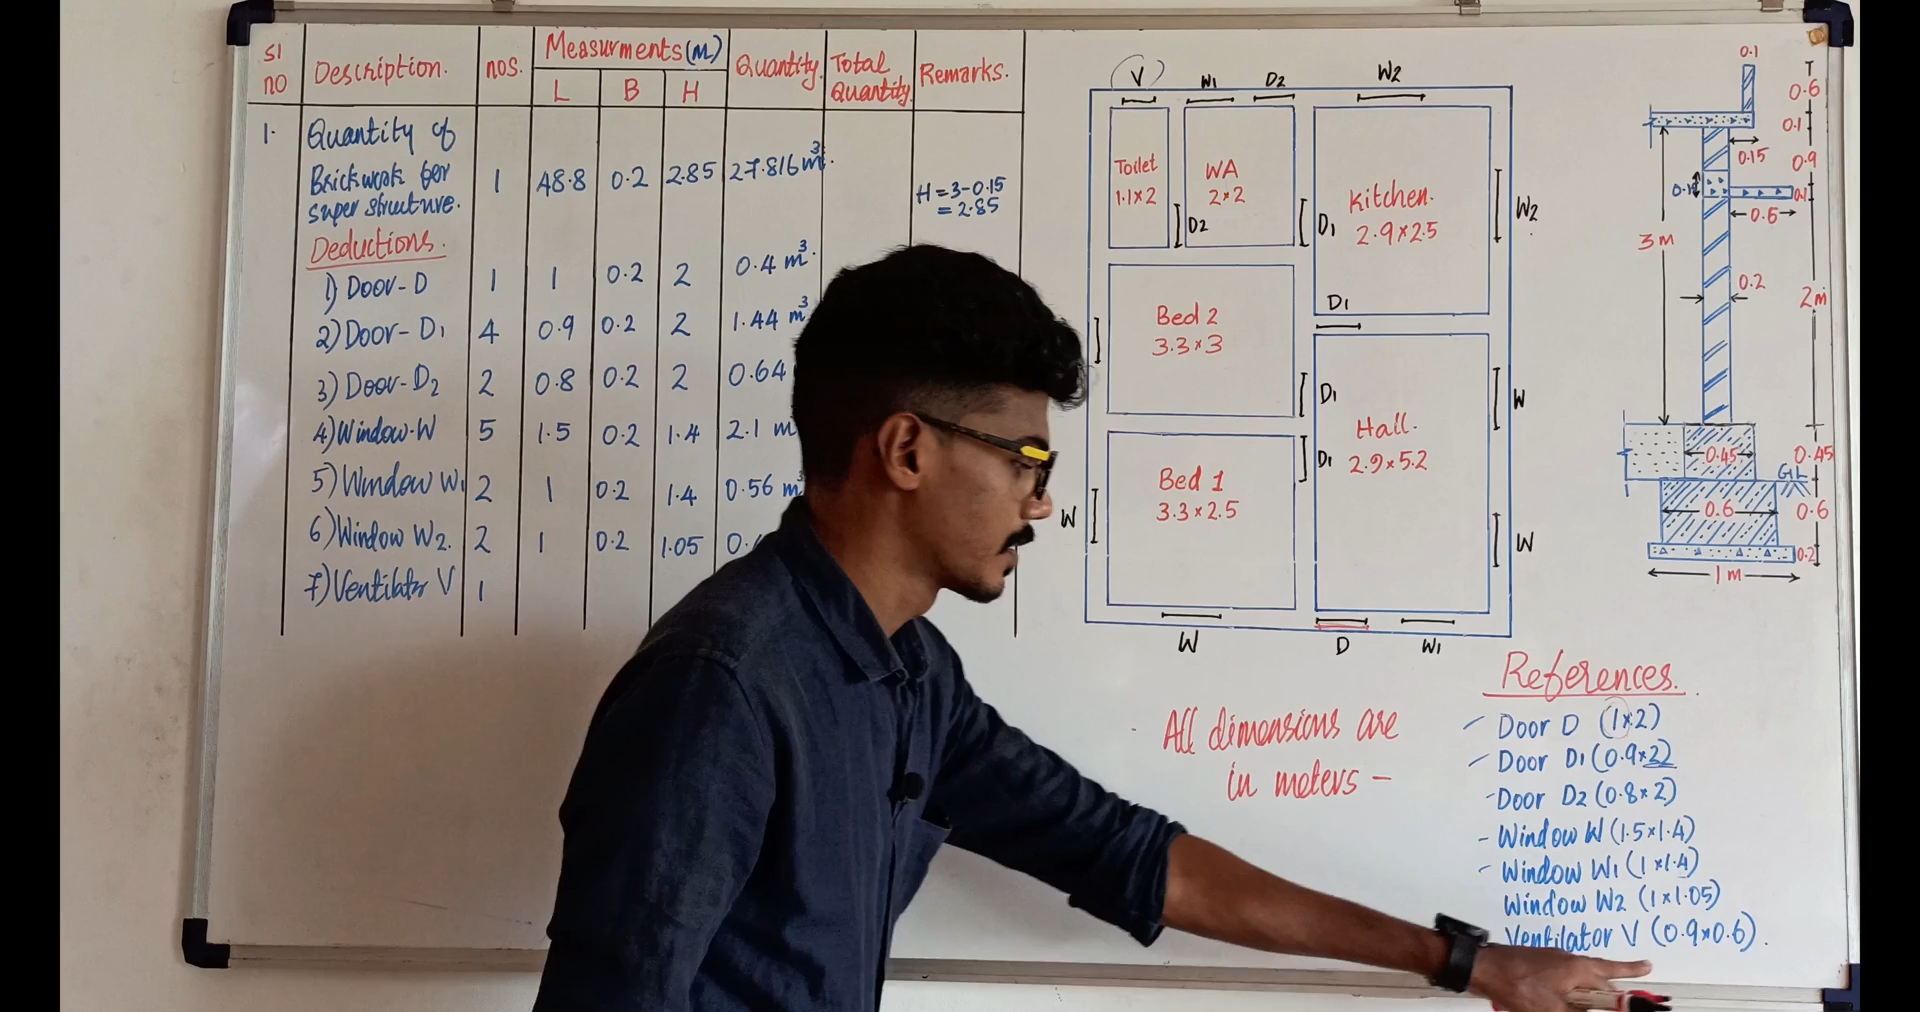 Sl no Description. nos. Measurments(m) Quantity. Total Quantity Remarks.
L B H
1. Quantity of
Brickwork for 1 48.8 0.2 2.85 27.816m³.
super structure.
H = 3-0.15
= 2.85
Deductions.
1) Door-D 1 1 0.2 2 0.4 m³.
2) Door-D1 4 0.9 0.2 2 1.44 m³
3) Door-D2 2 0.8 0.2 2 0.64
4) Window-W 5 1.5 0.2 1.4 2.1 m
5) Window W1 2 1 0.2 1.4 0.56 m³
6) Window W2. 2 1 0.2 1.05 0.
7) Ventilator V 1
V W1 D2 W2
Toilet
1.1×2
WA
2×2
D2
D1
Kitchen.
2.9×2.5
W2
D1
Bed 2
3.3×3
D1
Hall.
2.9×5.2
W
Bed 1
3.3×2.5
D1
W
W
W D W1
0.1
0.6
0.1
0.15
0.9
0.6
3m
0.2
2m
0.45
0.45
G.L
0.6
0.6
0.2
1m
All dimensions are
in meters -
References.
- Door D (1×2)
- Door D1 (0.9×2)
- Door D2 (0.8×2)
- Window W (1.5×1.4)
- Window W1 (1×1.4)
Window W2 (1×1.05)
Ventilator V (0.9×0.6).